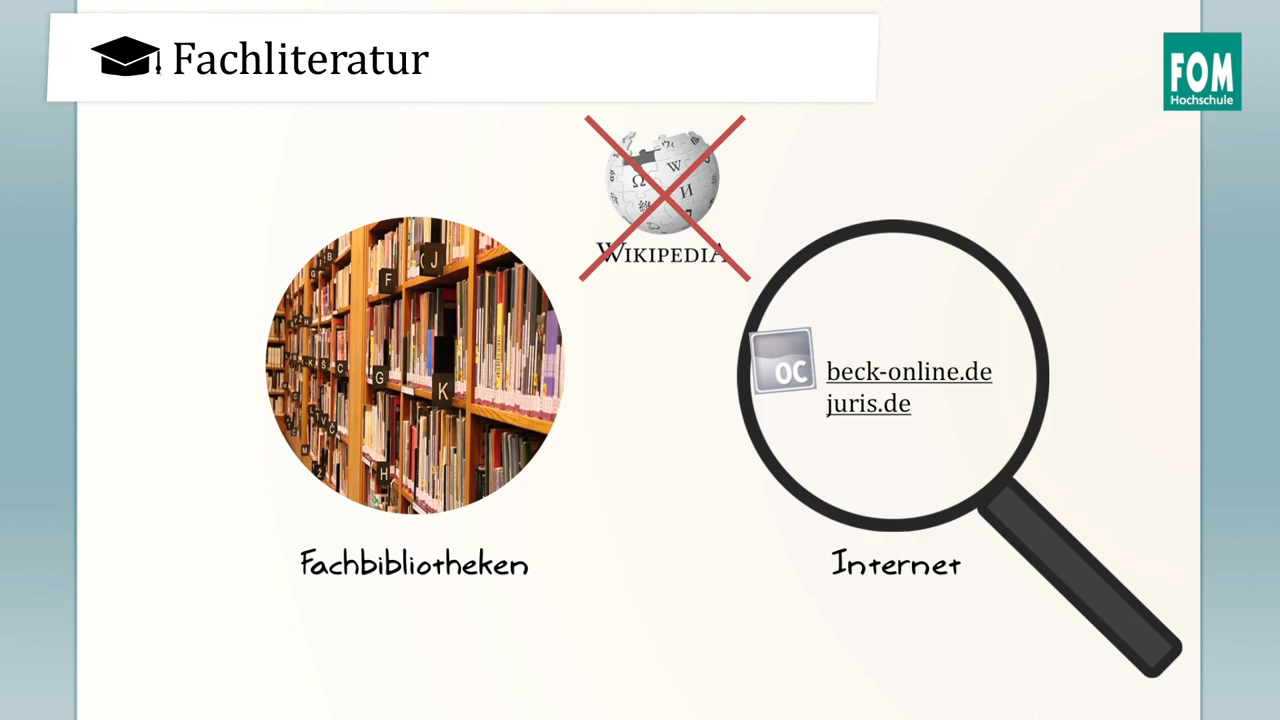 Fachliteratur
FOM
Hochschule
WIKIPEDIA
Ω
W
И
F
J
G
K
H
OC
beck-online.de
juris.de
Fachbibliotheken
Internet